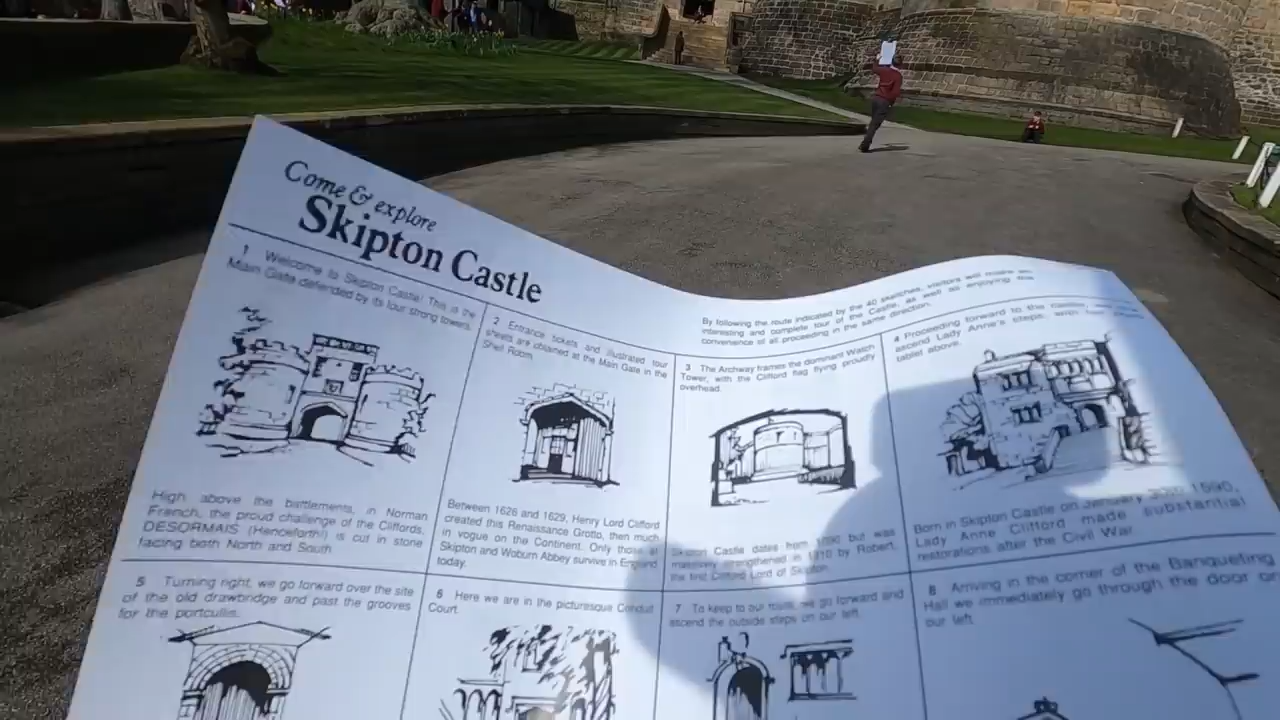 Come & explore
Skipton Castle
By following the route indicated by the 40 sketches, visitors will make an
interesting and complete tour of the Castle, as well as enjoying the
convenience of all proceeding in the same direction.
1 Welcome to Skipton Castle! This is the
Main Gate defended by its four strong towers.
High above the battlements, in Norman
French, the proud challenge of the Cliffords,
DESORMAIS (Henceforth!) is cut in stone
facing both North and South.
2 Entrance tickets and illustrated tour
sheets are obtained at the Main Gate in the
Shell Room.
Between 1626 and 1629, Henry Lord Clifford
created this Renaissance Grotto, then much
in vogue on the Continent. Only those at
Skipton and Woburn Abbey survive in England
today.
3 The Archway frames the dominant Watch
Tower, with the Clifford flag flying proudly
overhead.
Skipton Castle dates from 1090 but was
massively strengthened in 1310 by Robert,
the first Clifford Lord of Skipton.
4 Proceeding forward to the
ascend Lady Anne's steps, with
tablet above.
Born in Skipton Castle on January 30th 1590,
Lady Anne Clifford made substantial
restorations after the Civil War.
5 Turning right, we go forward over the site
of the old drawbridge and past the grooves
for the portcullis.
6 Here we are in the picturesque Conduit
Court.
7 To keep to our route, we go forward and
ascend the outside steps on our left.
8 Arriving in the corner of the Banqueting
Hall we immediately go through the door on
our left.